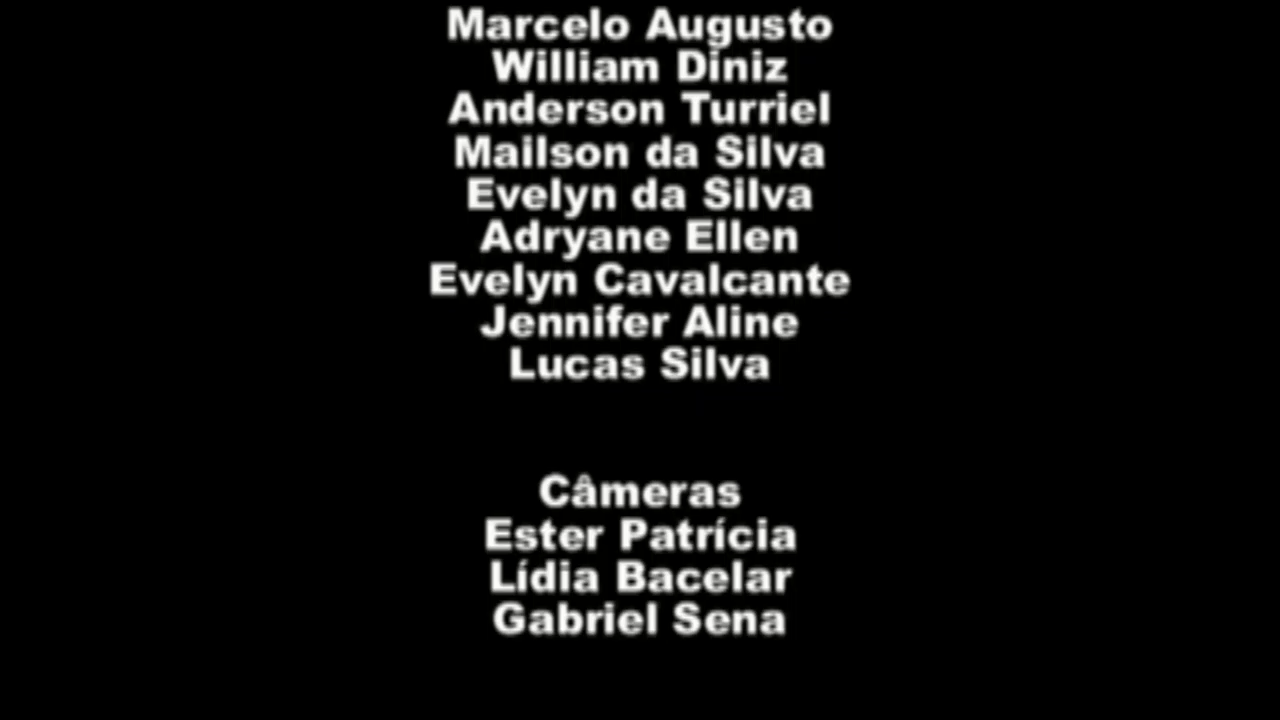 Marcelo Augusto
William Diniz
Anderson Turriel
Mailson da Silva
Evelyn da Silva
Adryane Ellen
Evelyn Cavalcante
Jennifer Aline
Lucas Silva
Câmeras
Ester Patrícia
Lídia Bacelar
Gabriel Sena